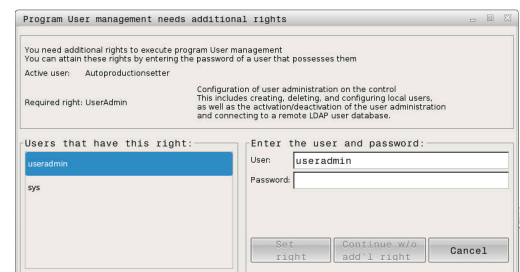 Program User management needs additional rights
You need additional rights to execute program User management
You can attain these rights by entering the password of a user that possesses them
Active user: Autoproductionsetter
Required right: UserAdmin
Configuration of user administration on the control
This includes creating, deleting, and configuring local users,
as well as the activation/deactivation of the user administration
and connecting to a remote LDAP user database.
Users that have this right:
useradmin
sys
Enter the user and password:
User: useradmin
Password:
Set
right
Continue w/o
add'l right
Cancel